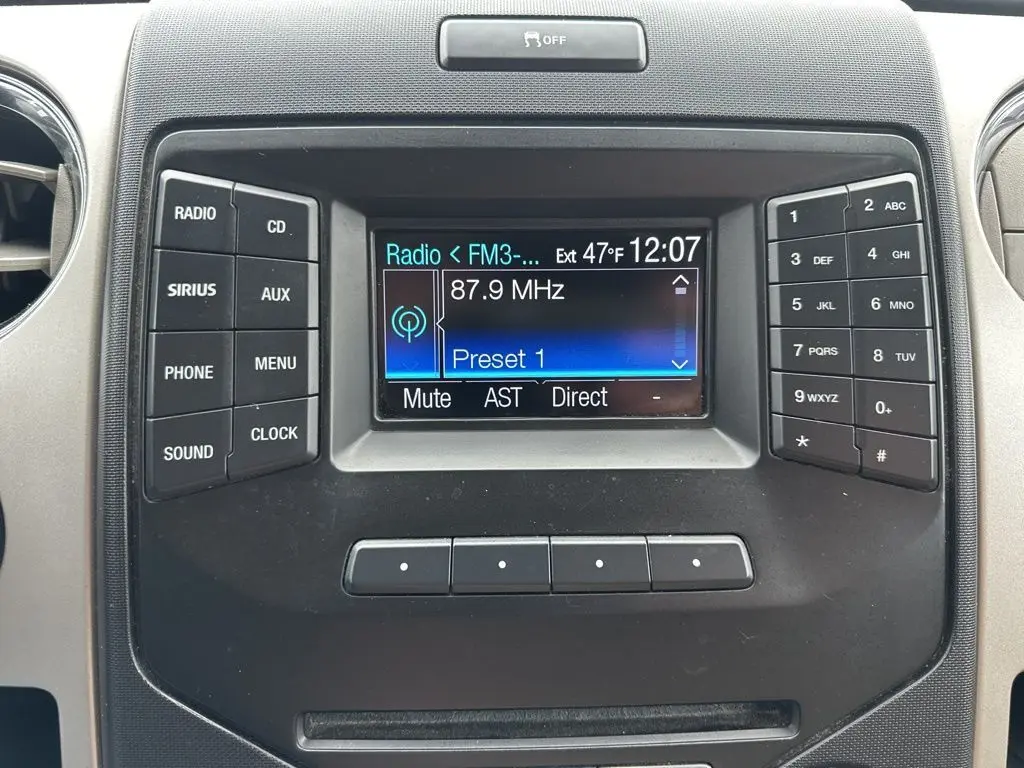 OFF
RADIO
CD
SIRIUS
AUX
PHONE
MENU
SOUND
CLOCK
Radio < FM3-... Ext 47°F 12:07
87.9 MHz
Preset 1
Mute AST Direct -
1
2 ABC
3 DEF
4 GHI
5 JKL
6 MNO
7 PQRS
8 TUV
9 WXYZ
0+
*
#